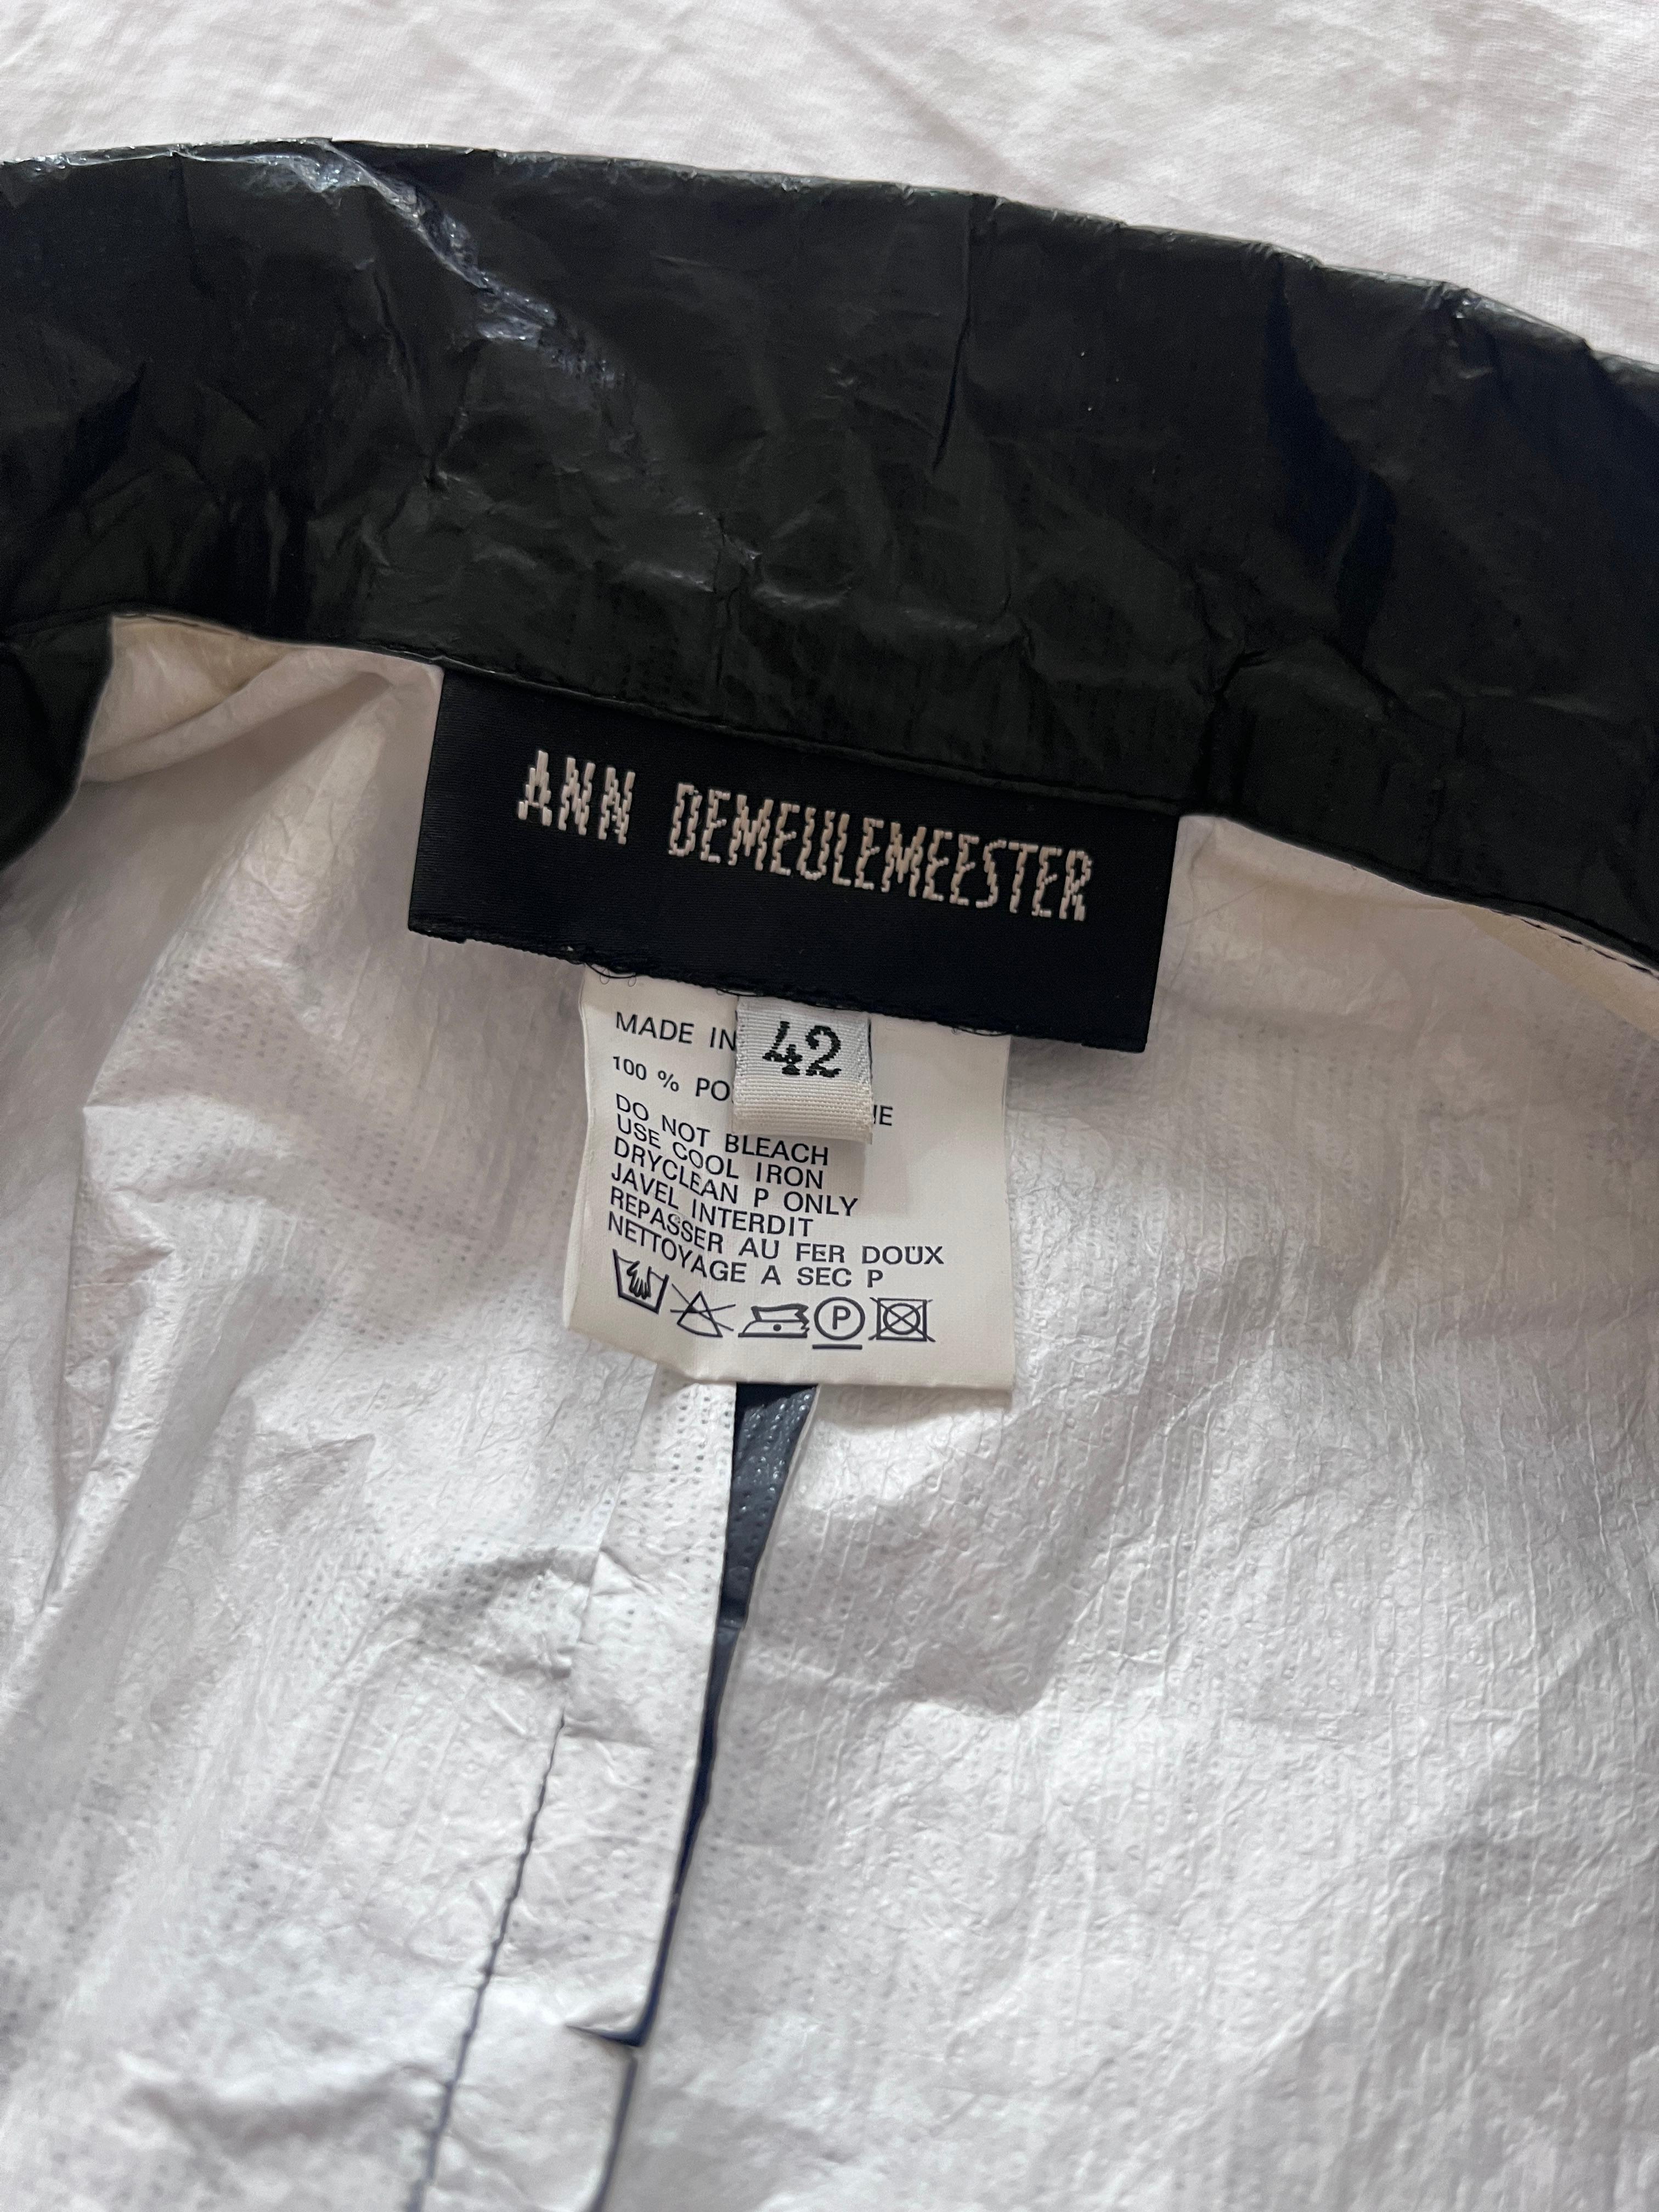 ANN DEMEULEMEESTER
42
MADE IN
100 %
DO NOT BLEACH
USE COOL IRON
DRYCLEAN P ONLY
JAVEL INTERDIT
REPASSER AU FER DOUX
NETTOYAGE A SEC P
P